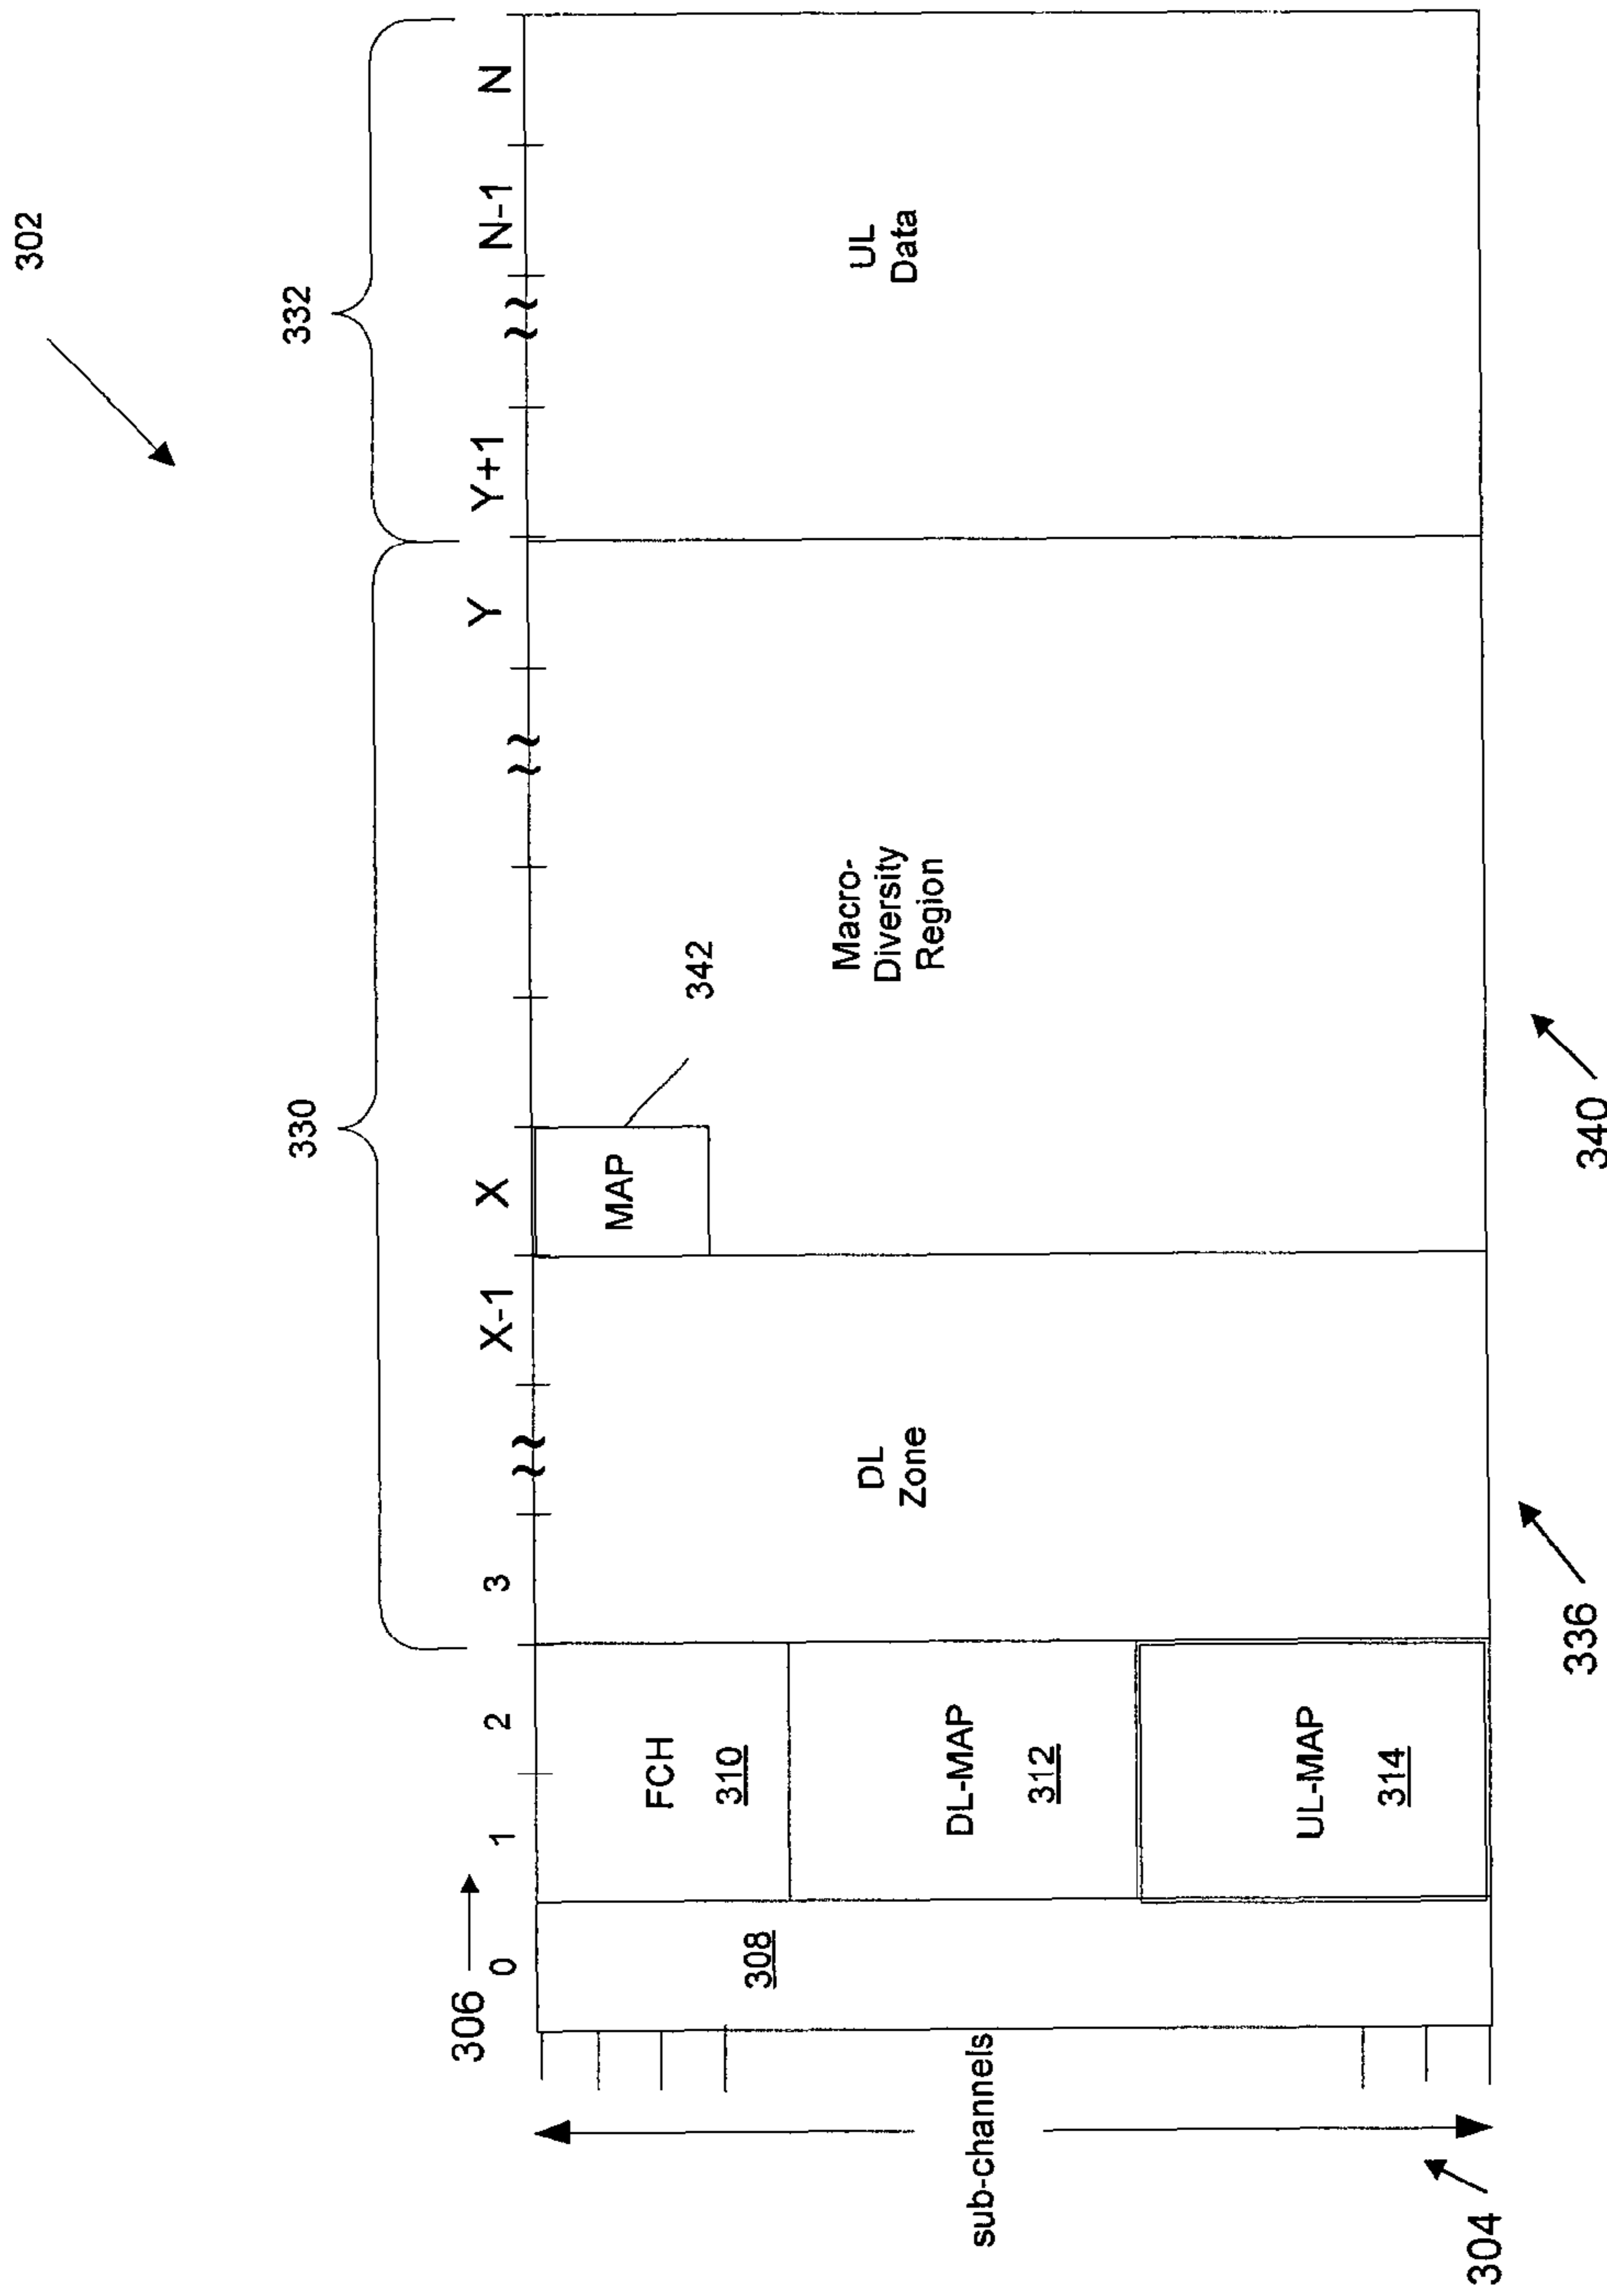 302
330
332
306
0 1 2 3 X-1 X Y Y+1 N-1 N
FCH
310
MAP
342
308
DL-MAP
312
DL
Zone
Macro-
Diversity
Region
UL
Data
sub-channels
UL-MAP
314
304
336
340